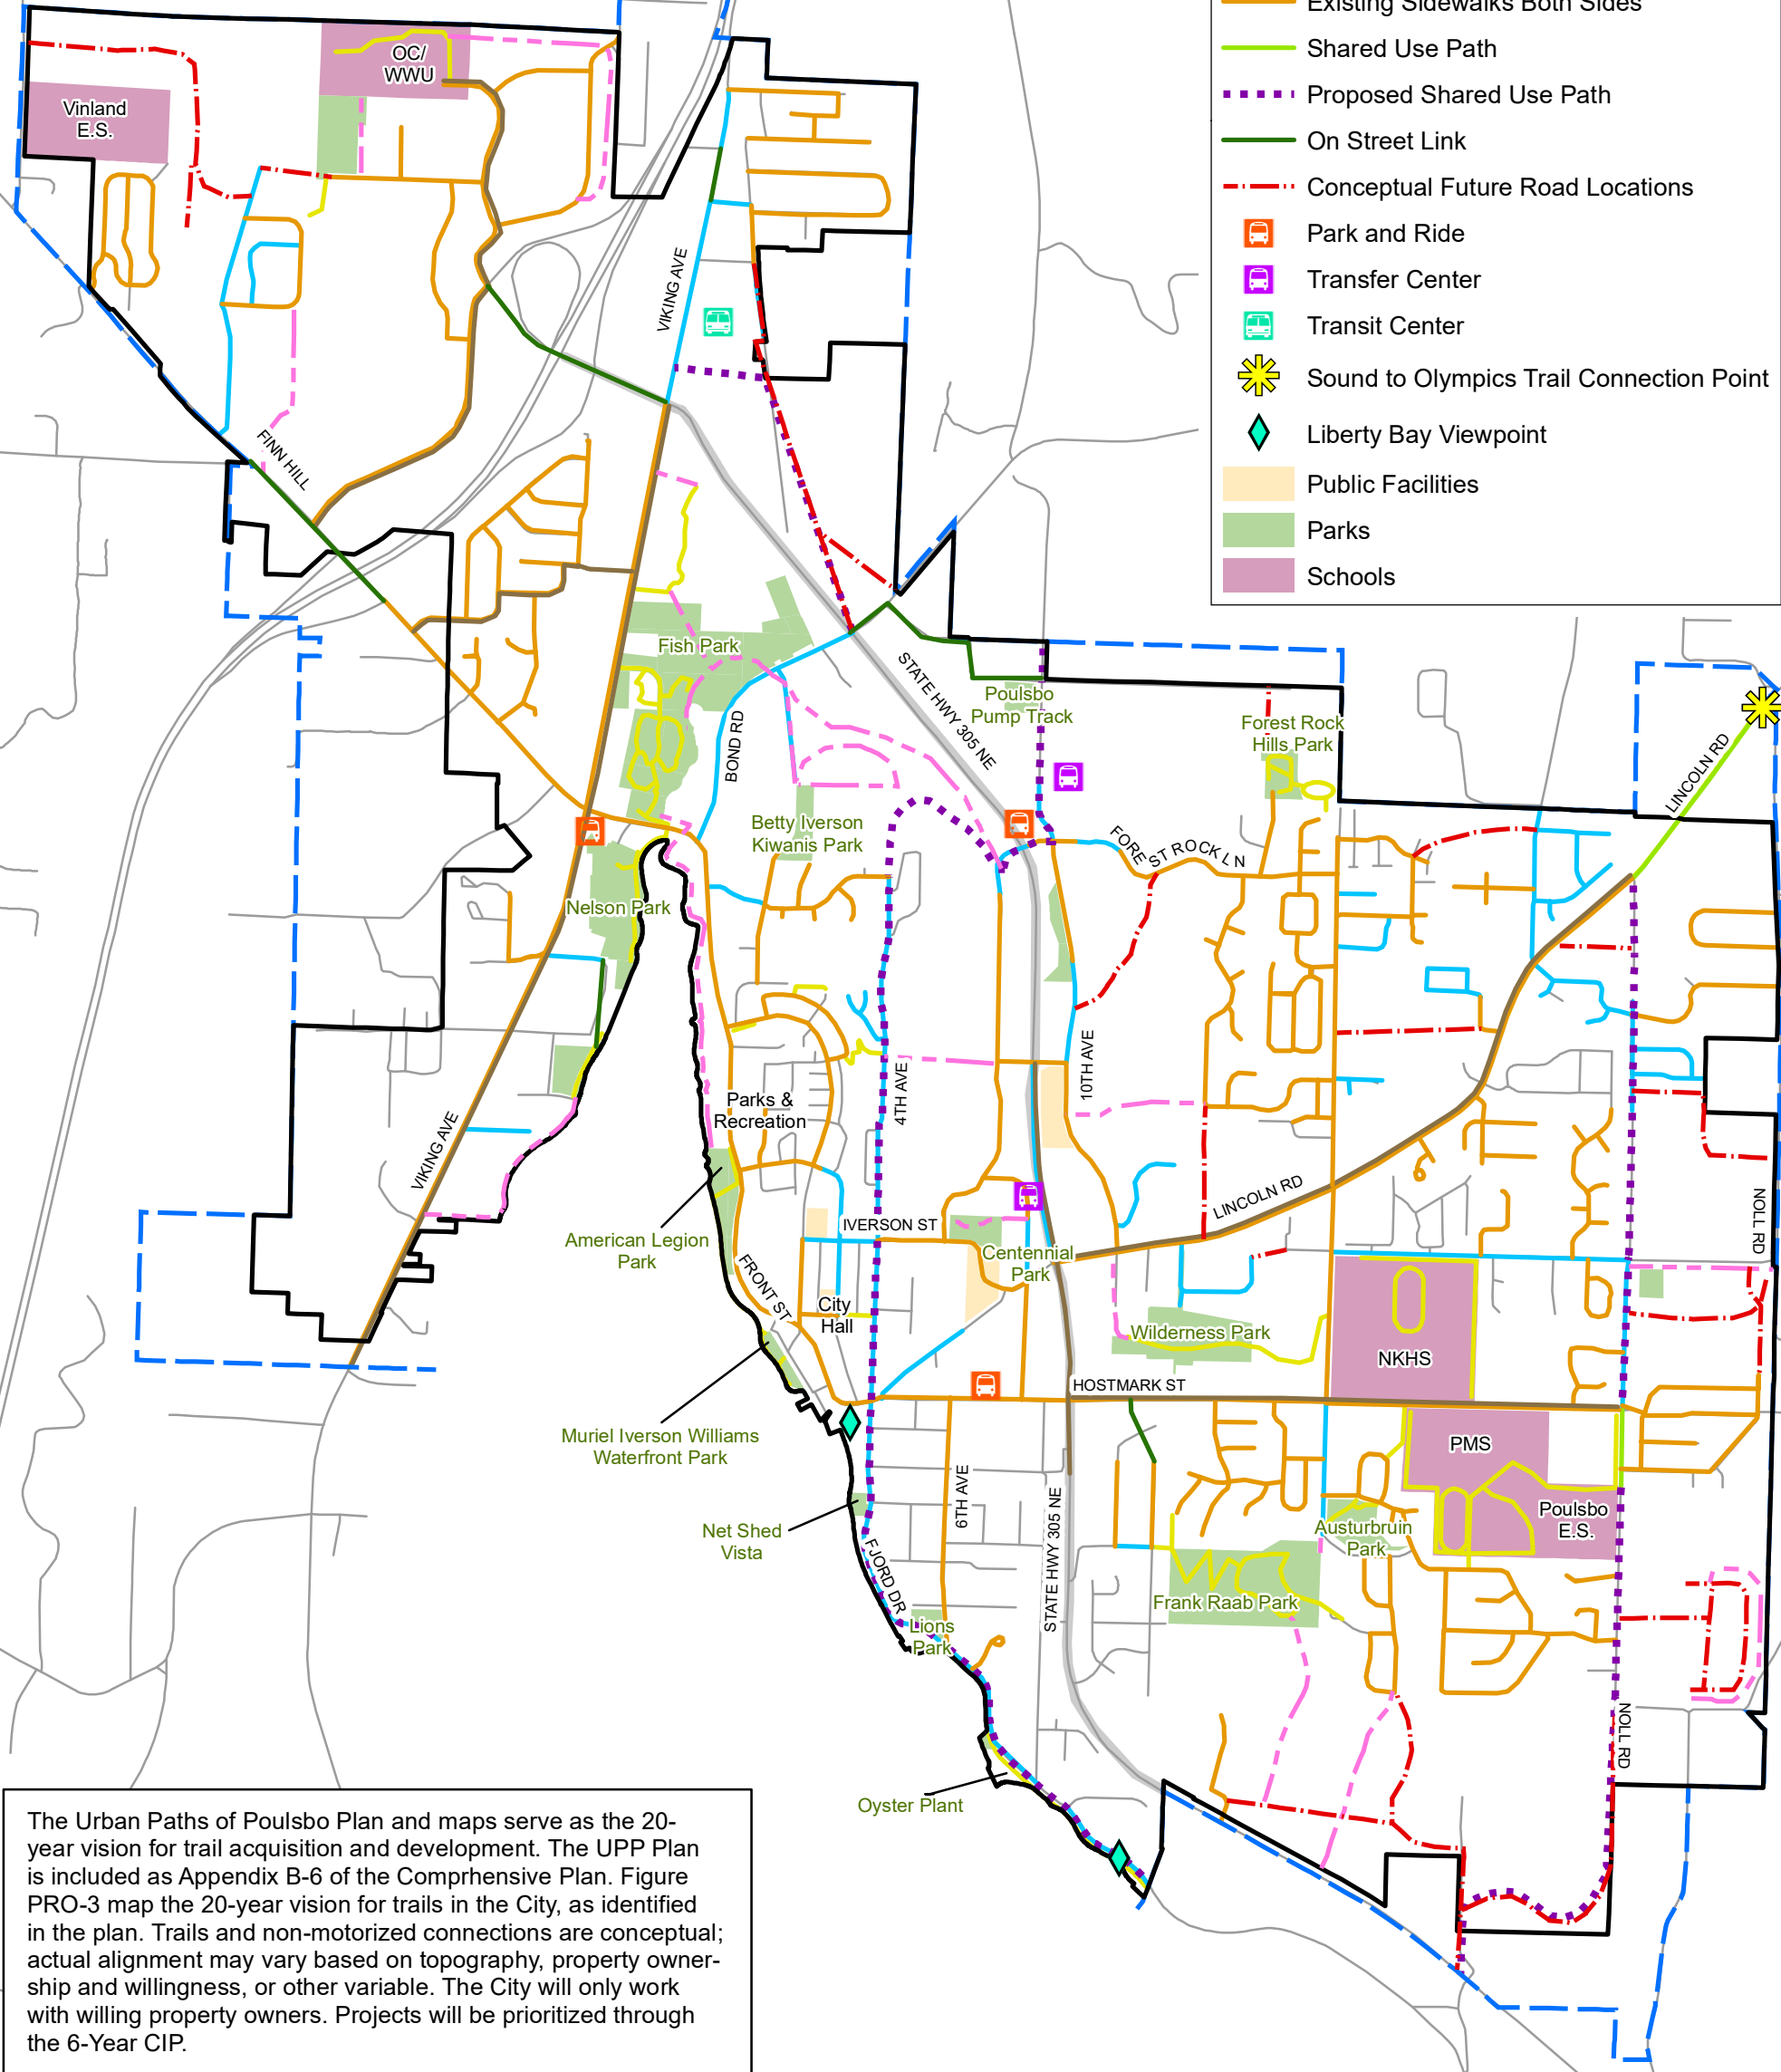 Existing Sidewalks Both Sides
Shared Use Path
Proposed Shared Use Path
On Street Link
Conceptual Future Road Locations
Park and Ride
Transfer Center
Transit Center
Sound to Olympics Trail Connection Point
Liberty Bay Viewpoint
Public Facilities
Parks
Schools
OC/
WWU
Vinland
E.S.
VIKING AVE
FINN HILL
Fish Park
STATE HWY 305 NE
Poulsbo
Pump Track
Forest Rock
Hills Park
LINCOLN RD
BOND RD
Betty Iverson
Kiwanis Park
FOREST ROCK LN
Nelson Park
4TH AVE
10TH AVE
Parks &
Recreation
VIKING AVE
LINCOLN RD
NOLL RD
American Legion
Park
IVERSON ST
Centennial
Park
FRONT ST
City
Hall
Wilderness Park
NKHS
HOSTMARK ST
Muriel Iverson Williams
Waterfront Park
PMS
6TH AVE
STATE HWY 305 NE
Net Shed
Vista
Austurbruin
Park
Poulsbo
E.S.
FJORD DR
Frank Raab Park
Lions
Park
NOLL RD
Oyster Plant
The Urban Paths of Poulsbo Plan and maps serve as the 20-
year vision for trail acquisition and development. The UPP Plan
is included as Appendix B-6 of the Comprhensive Plan. Figure
PRO-3 map the 20-year vision for trails in the City, as identified
in the plan. Trails and non-motorized connections are conceptual;
actual alignment may vary based on topography, property owner-
ship and willingness, or other variable. The City will only work
with willing property owners. Projects will be prioritized through
the 6-Year CIP.